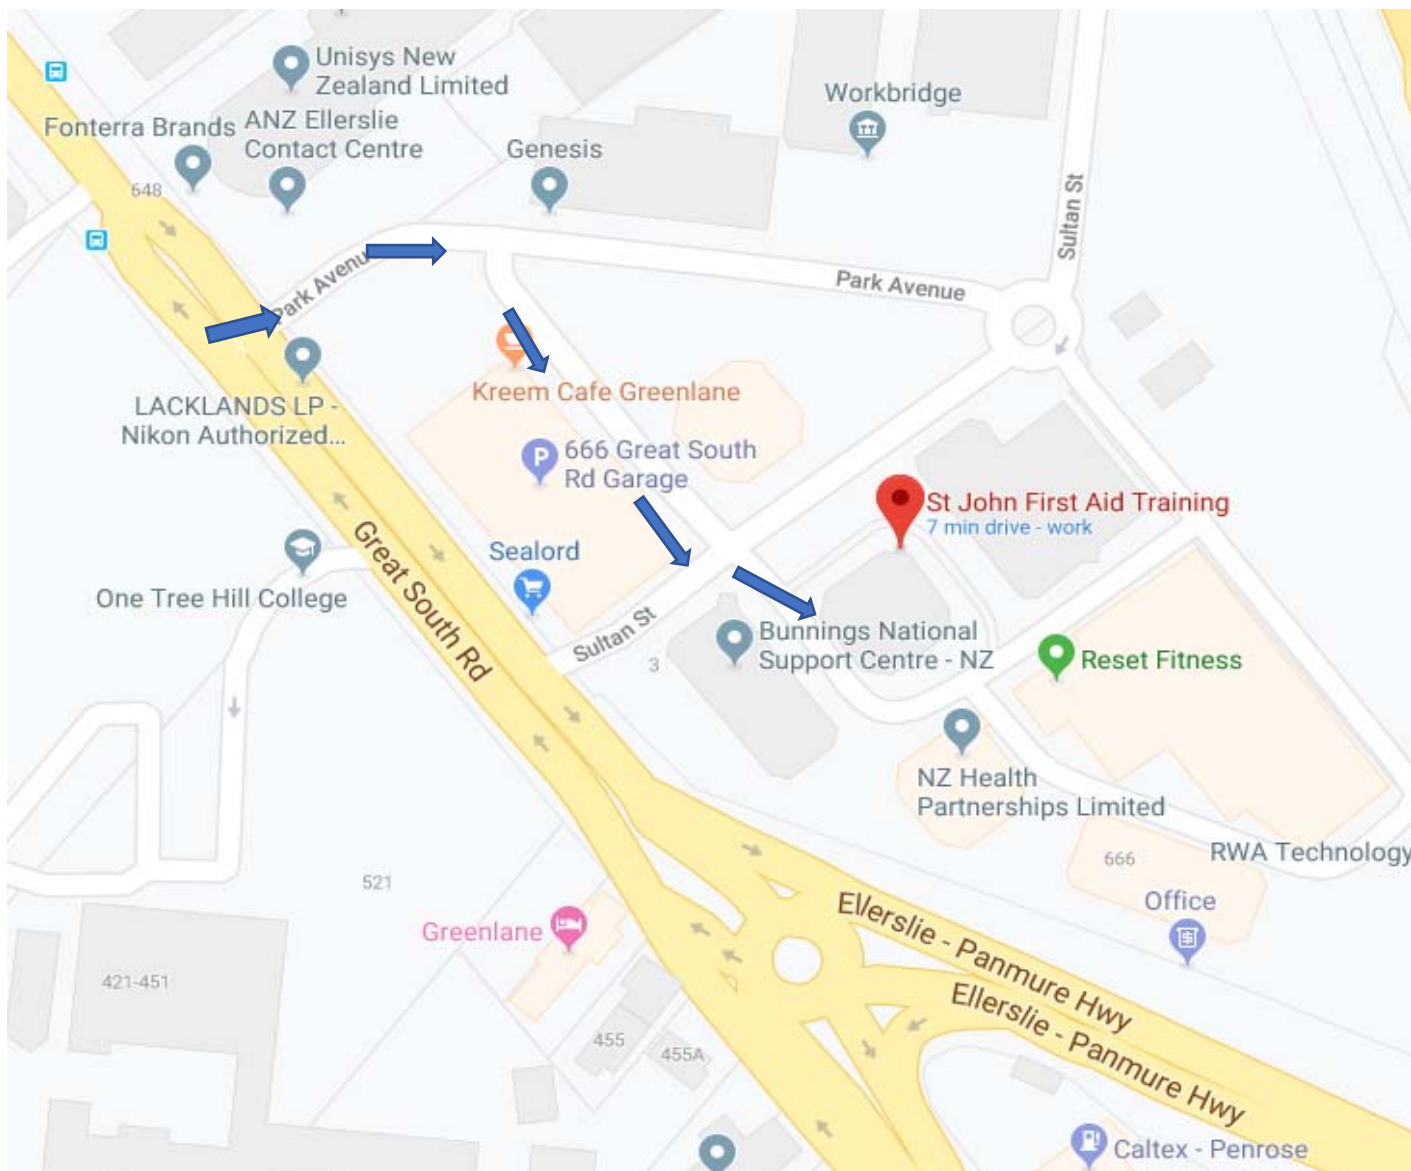 Unisys New
Zealand Limited
Fonterra Brands
ANZ Ellerslie
Contact Centre
Genesis
Workbridge
648
Sultan St
Park Avenue
Park Avenue
Kreem Cafe Greenlane
LACKLANDS LP -
Nikon Authorized...
P
666 Great South
Rd Garage
St John First Aid Training
7 min drive - work
Great South Rd
Sealord
One Tree Hill College
Sultan St
3
Bunnings National
Support Centre - NZ
Reset Fitness
NZ Health
Partnerships Limited
666
RWA Technology
521
Office
Greenlane
Ellerslie - Panmure Hwy
Ellerslie - Panmure Hwy
421-451
455
455A
Caltex - Penrose